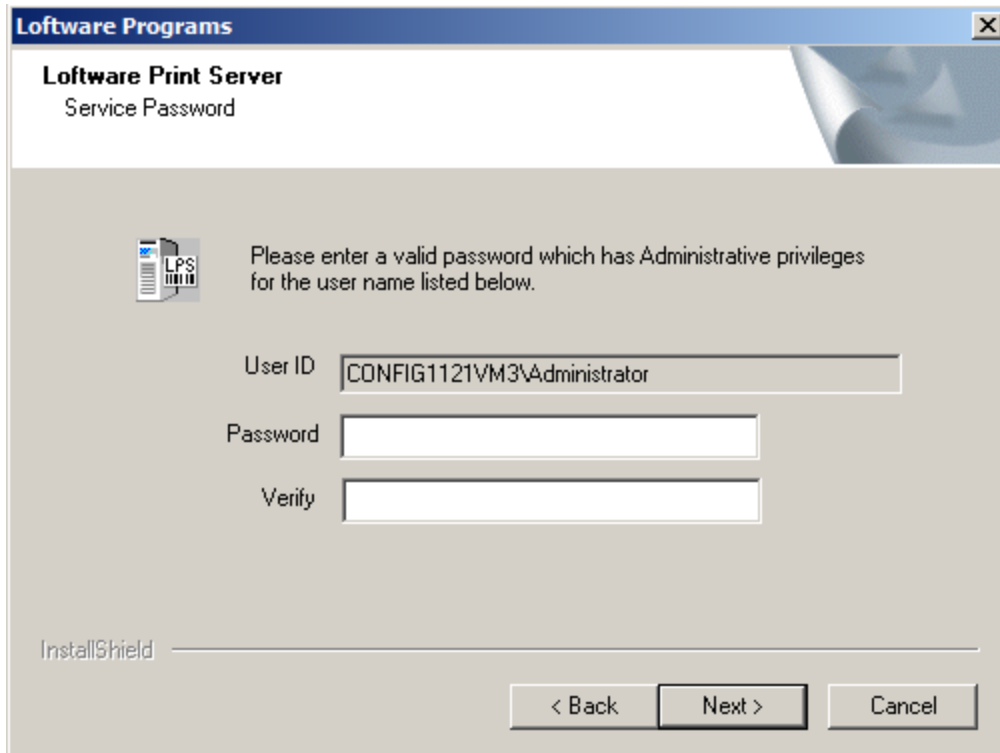 Loftware Programs
Loftware Print Server
Service Password
LPS
Please enter a valid password which has Administrative privileges
for the user name listed below.
User ID
CONFIG1121VM3\Administrator
Password
Verify
InstallShield
< Back
Next >
Cancel